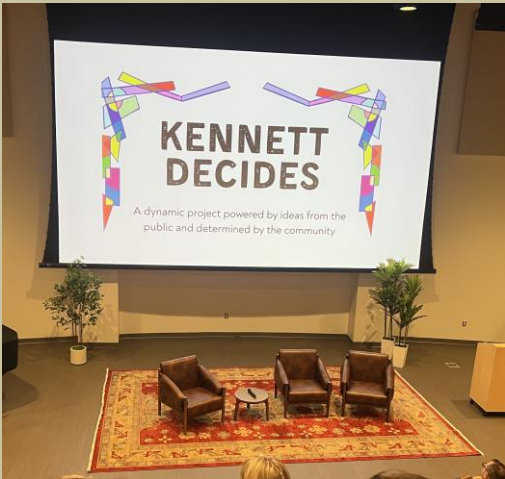 KENNETT
DECIDES
A dynamic project powered by ideas from the
public and determined by the community